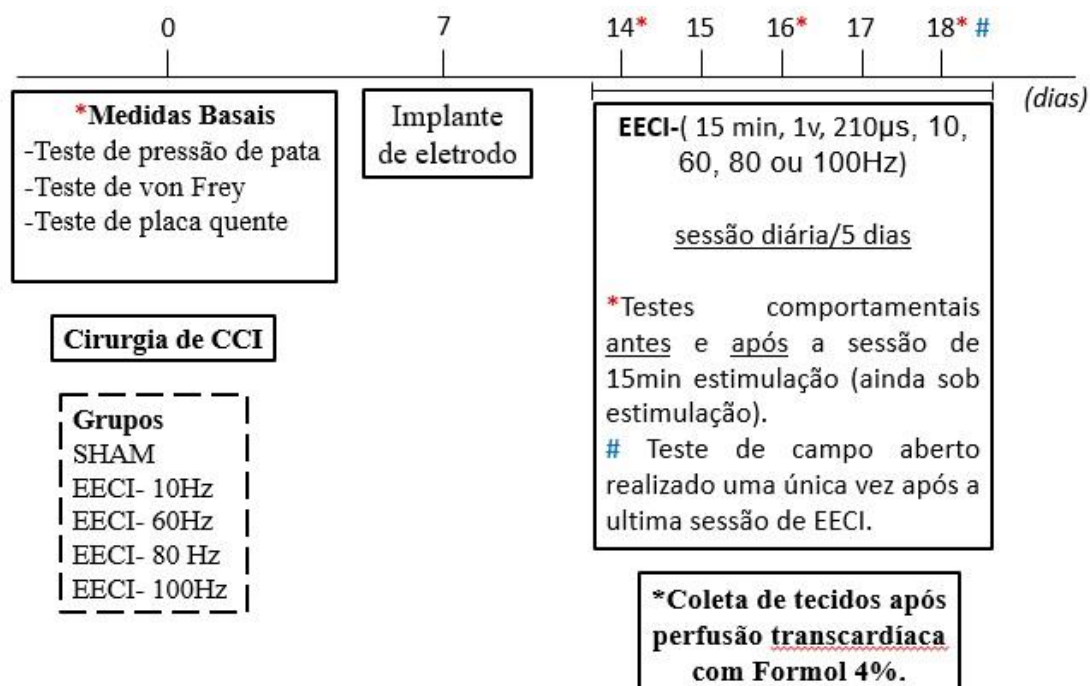 0 7 14* 15 16* 17 18* #
(dias)
*Medidas Basais
-Teste de pressão de pata
-Teste de von Frey
-Teste de placa quente
Cirurgia de CCI
Grupos
SHAM
EECI- 10Hz
EECI- 60Hz
EECI- 80 Hz
EECI- 100Hz
Implante
de eletrodo
EECI-( 15 min, 1v, 210µs, 10,
60, 80 ou 100Hz)
sessão diária/5 dias
*Testes comportamentais
antes e após a sessão de
15min estimulação (ainda sob
estimulação).
# Teste de campo aberto
realizado uma única vez após a
ultima sessão de EECI.
*Coleta de tecidos após
perfusão transcardíaca
com Formol 4%.